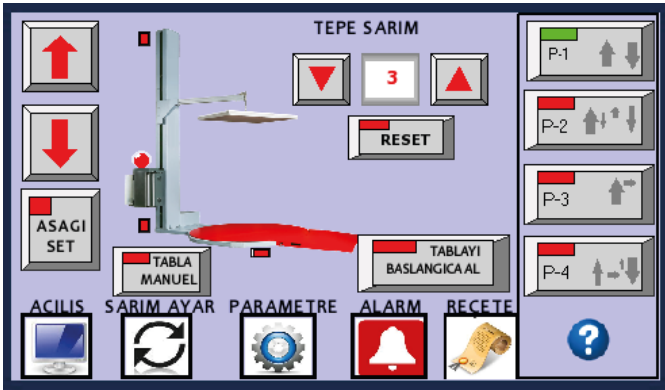 TEPE SARIM
3
RESET
P-1
P-2
P-3
P-4
ASAGI
SET
TABLA
MANUEL
TABLAYI
BASLANGICA AL
ACILIS
SARIM AYAR
PARAMETRE
ALARM
REÇETE
?